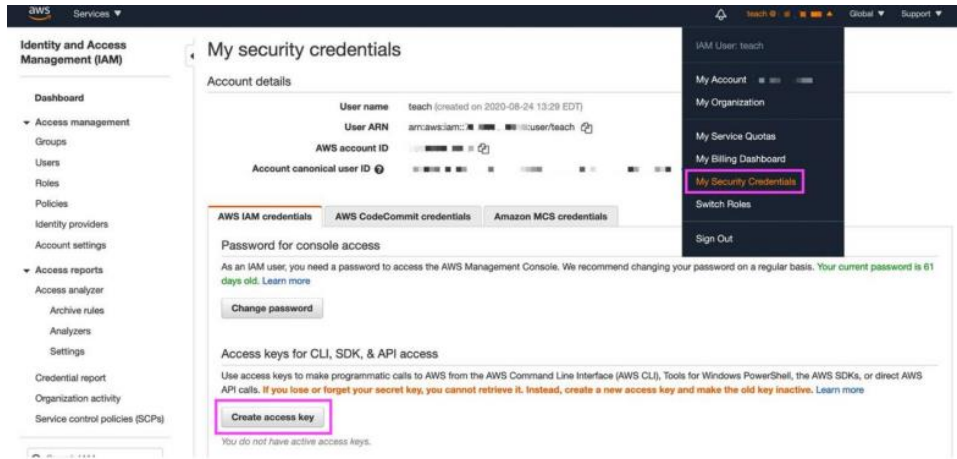 aws Services
teach @ Global Support
Identity and Access
Management (IAM)
Dashboard
Access management
Groups
Users
Roles
Policies
Identity providers
Account settings
Access reports
Access analyzer
Archive rules
Analyzers
Settings
Credential report
Organization activity
Service control policies (SCPs)
My security credentials
Account details
User name teach (created on 2020-08-24 13:29 EDT)
User ARN arn:aws:iam:: :user/teach
AWS account ID
Account canonical user ID
IAM User: teach
My Account
My Organization
My Service Quotas
My Billing Dashboard
My Security Credentials
Switch Roles
Sign Out
AWS IAM credentials AWS CodeCommit credentials Amazon MCS credentials
Password for console access
As an IAM user, you need a password to access the AWS Management Console. We recommend changing your password on a regular basis. Your current password is 61
days old. Learn more
Change password
Access keys for CLI, SDK, & API access
Use access keys to make programmatic calls to AWS from the AWS Command Line Interface (AWS CLI), Tools for Windows PowerShell, the AWS SDKs, or direct AWS
API calls. If you lose or forget your secret key, you cannot retrieve it. Instead, create a new access key and make the old key inactive. Learn more
Create access key
You do not have active access keys.